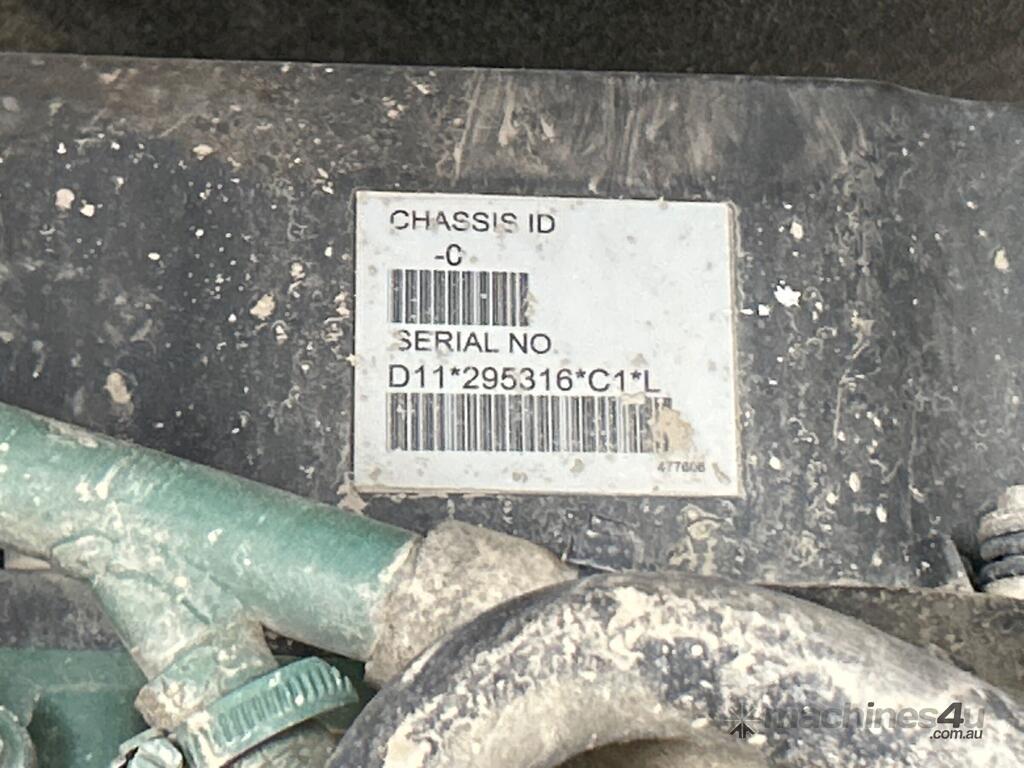 CHASSIS ID
-C
SERIAL NO.
D11*295316*C1*L
477606
machines4u
.com.au